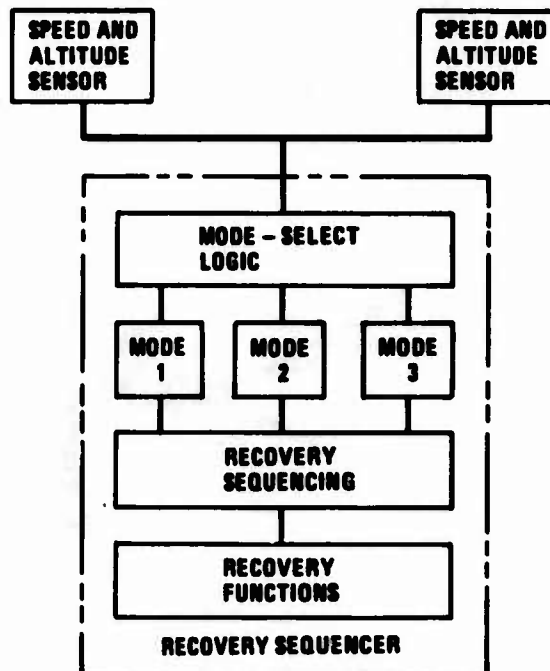 SPEED AND
ALTITUDE
SENSOR
SPEED AND
ALTITUDE
SENSOR
MODE – SELECT
LOGIC
MODE
1
MODE
2
MODE
3
RECOVERY
SEQUENCING
RECOVERY
FUNCTIONS
RECOVERY SEQUENCER